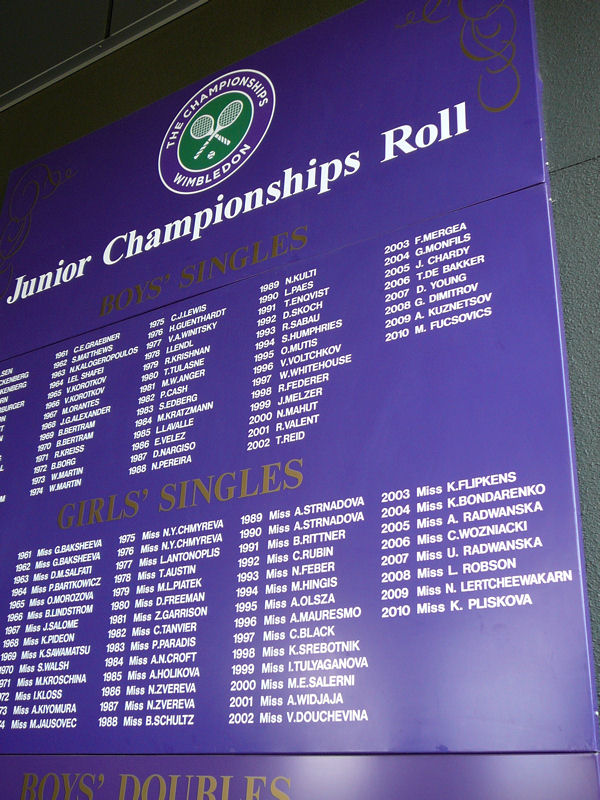 THE CHAMPIONSHIPS
WIMBLEDON
Junior Championships Roll
BOYS' SINGLES
1961 C.E.GRAEBNER
1962 S.MATTHEWS
1963 N.KALOGEROPOULOS
1964 I.EL SHAFEI
1965 V.KOROTKOV
1966 V.KOROTKOV
1967 M.ORANTES
1968 J.G.ALEXANDER
1969 B.BERTRAM
1970 B.BERTRAM
1971 R.KREISS
1972 B.BORG
1973 W.MARTIN
1974 W.MARTIN
1975 C.J.LEWIS
1976 H.GUENTHARDT
1977 V.A.WINITSKY
1978 I.LENDL
1979 R.KRISHNAN
1980 T.TULASNE
1981 M.W.ANGER
1982 P.CASH
1983 S.EDBERG
1984 M.KRATZMANN
1985 L.LAVALLE
1986 E.VELEZ
1987 D.NARGISO
1988 N.PEREIRA
1989 N.KULTI
1990 L.PAES
1991 T.ENOVIST
1992 D.SKOCH
1993 R.SABAU
1994 S.HUMPHRIES
1995 O.MUTIS
1996 V.VOLTCHKOV
1997 W.WHITEHOUSE
1998 R.FEDERER
1999 J.MELZER
2000 N.MAHUT
2001 R.VALENT
2002 T.REID
2003 F.MERGEA
2004 G.MONFILS
2005 J. CHARDY
2006 T.DE BAKKER
2007 D. YOUNG
2008 G. DIMITROV
2009 A. KUZNETSOV
2010 M. FUCSOVICS
GIRLS' SINGLES
1961 Miss G.BAKSHEEVA
1962 Miss G.BAKSHEEVA
1963 Miss D.M.SALFATI
1964 Miss P.BARTKOWICZ
1965 Miss O.MOROZOVA
1966 Miss B.LINDSTROM
1967 Miss J.SALOME
1968 Miss K.PIDEON
1969 Miss K.SAWAMATSU
1970 Miss S.WALSH
1971 Miss M.KROSCHINA
1972 Miss I.KLOSS
1973 Miss A.KIYOMURA
1974 Miss M.JAUSOVEC
1975 Miss N.Y.CHMYREVA
1976 Miss N.Y.CHMYREVA
1977 Miss L.ANTONOPLIS
1978 Miss T.AUSTIN
1979 Miss M.L.PIATEK
1980 Miss D.FREEMAN
1981 Miss Z.GARRISON
1982 Miss C.TANVIER
1983 Miss P.PARADIS
1984 Miss A.N.CROFT
1985 Miss A.HOLIKOVA
1986 Miss N.ZVEREVA
1987 Miss N.ZVEREVA
1988 Miss B.SCHULTZ
1989 Miss A.STRNADOVA
1990 Miss A.STRNADOVA
1991 Miss B.RITTNER
1992 Miss C.RUBIN
1993 Miss N.FEBER
1994 Miss M.HINGIS
1995 Miss A.OLSZA
1996 Miss A.MAURESMO
1997 Miss C.BLACK
1998 Miss K.SREBOTNIK
1999 Miss I.TULYAGANOVA
2000 Miss M.E.SALERNI
2001 Miss A.WIDJAJA
2002 Miss V.DOUCHEVINA
2003 Miss K.FLIPKENS
2004 Miss K.BONDARENKO
2005 Miss A. RADWANSKA
2006 Miss C.WOZNIACKI
2007 Miss U. RADWANSKA
2008 Miss L. ROBSON
2009 Miss N. LERTCHEEWAKARN
2010 Miss K. PLISKOVA
BOYS' DOUBLES